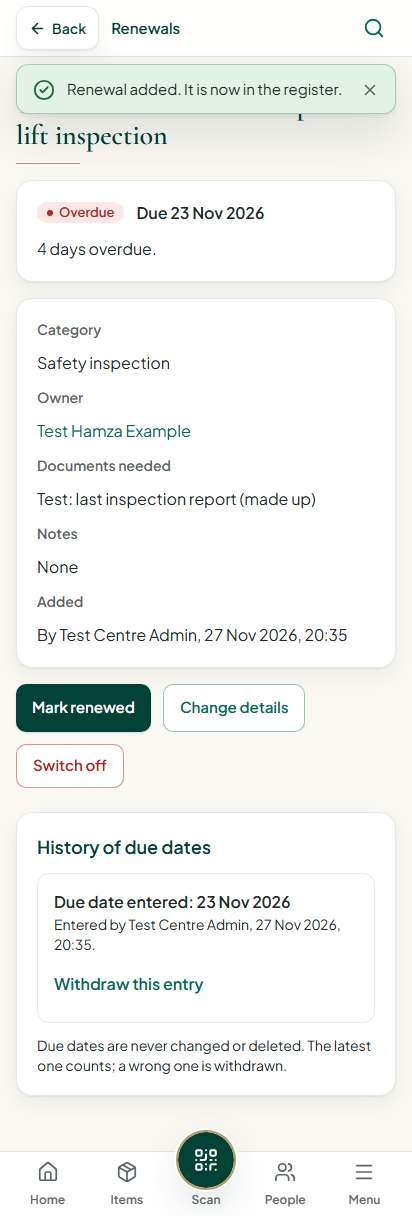 Back
Renewals
Renewal added. It is now in the register.
lift inspection
Overdue
Due 23 Nov 2026
4 days overdue.
Category
Safety inspection
Owner
Test Hamza Example
Documents needed
Test: last inspection report (made up)
Notes
None
Added
By Test Centre Admin, 27 Nov 2026, 20:35
Mark renewed
Change details
Switch off
History of due dates
Due date entered: 23 Nov 2026
Entered by Test Centre Admin, 27 Nov 2026,
20:35.
Withdraw this entry
Due dates are never changed or deleted. The latest
one counts; a wrong one is withdrawn.
Home
Items
Scan
People
Menu